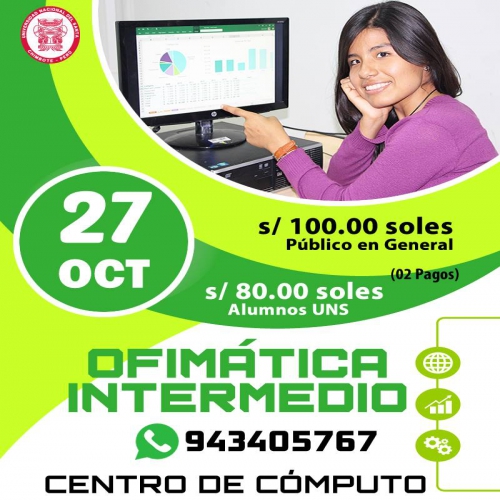 UNIVERSIDAD NACIONAL DEL SANTA
CHIMBOTE - PERÚ
hp
27
OCT
s/ 100.00 soles
Público en General
(02 Pagos)
s/ 80.00 soles
Alumnos UNS
OFIMÁTICA
INTERMEDIO
943405767
CENTRO DE CÓMPUTO